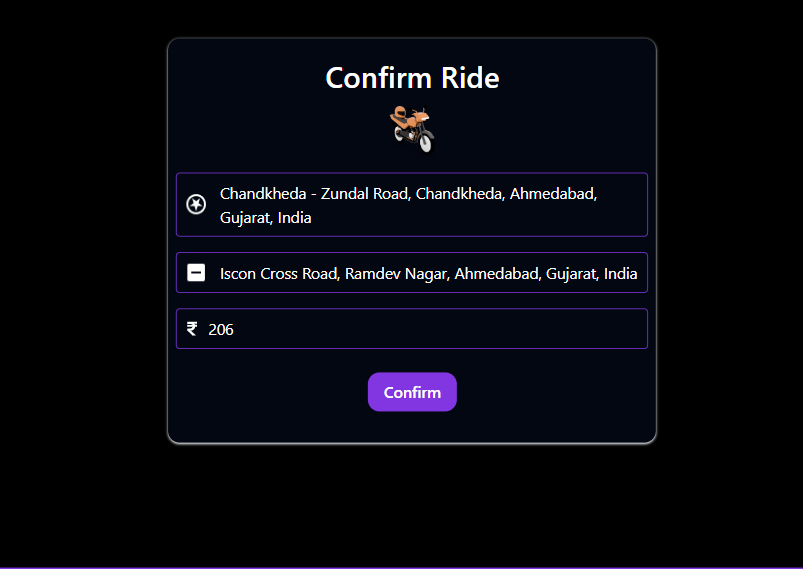 Confirm Ride
Chandkheda - Zundal Road, Chandkheda, Ahmedabad,
Gujarat, India
Iscon Cross Road, Ramdev Nagar, Ahmedabad, Gujarat, India
₹ 206
Confirm